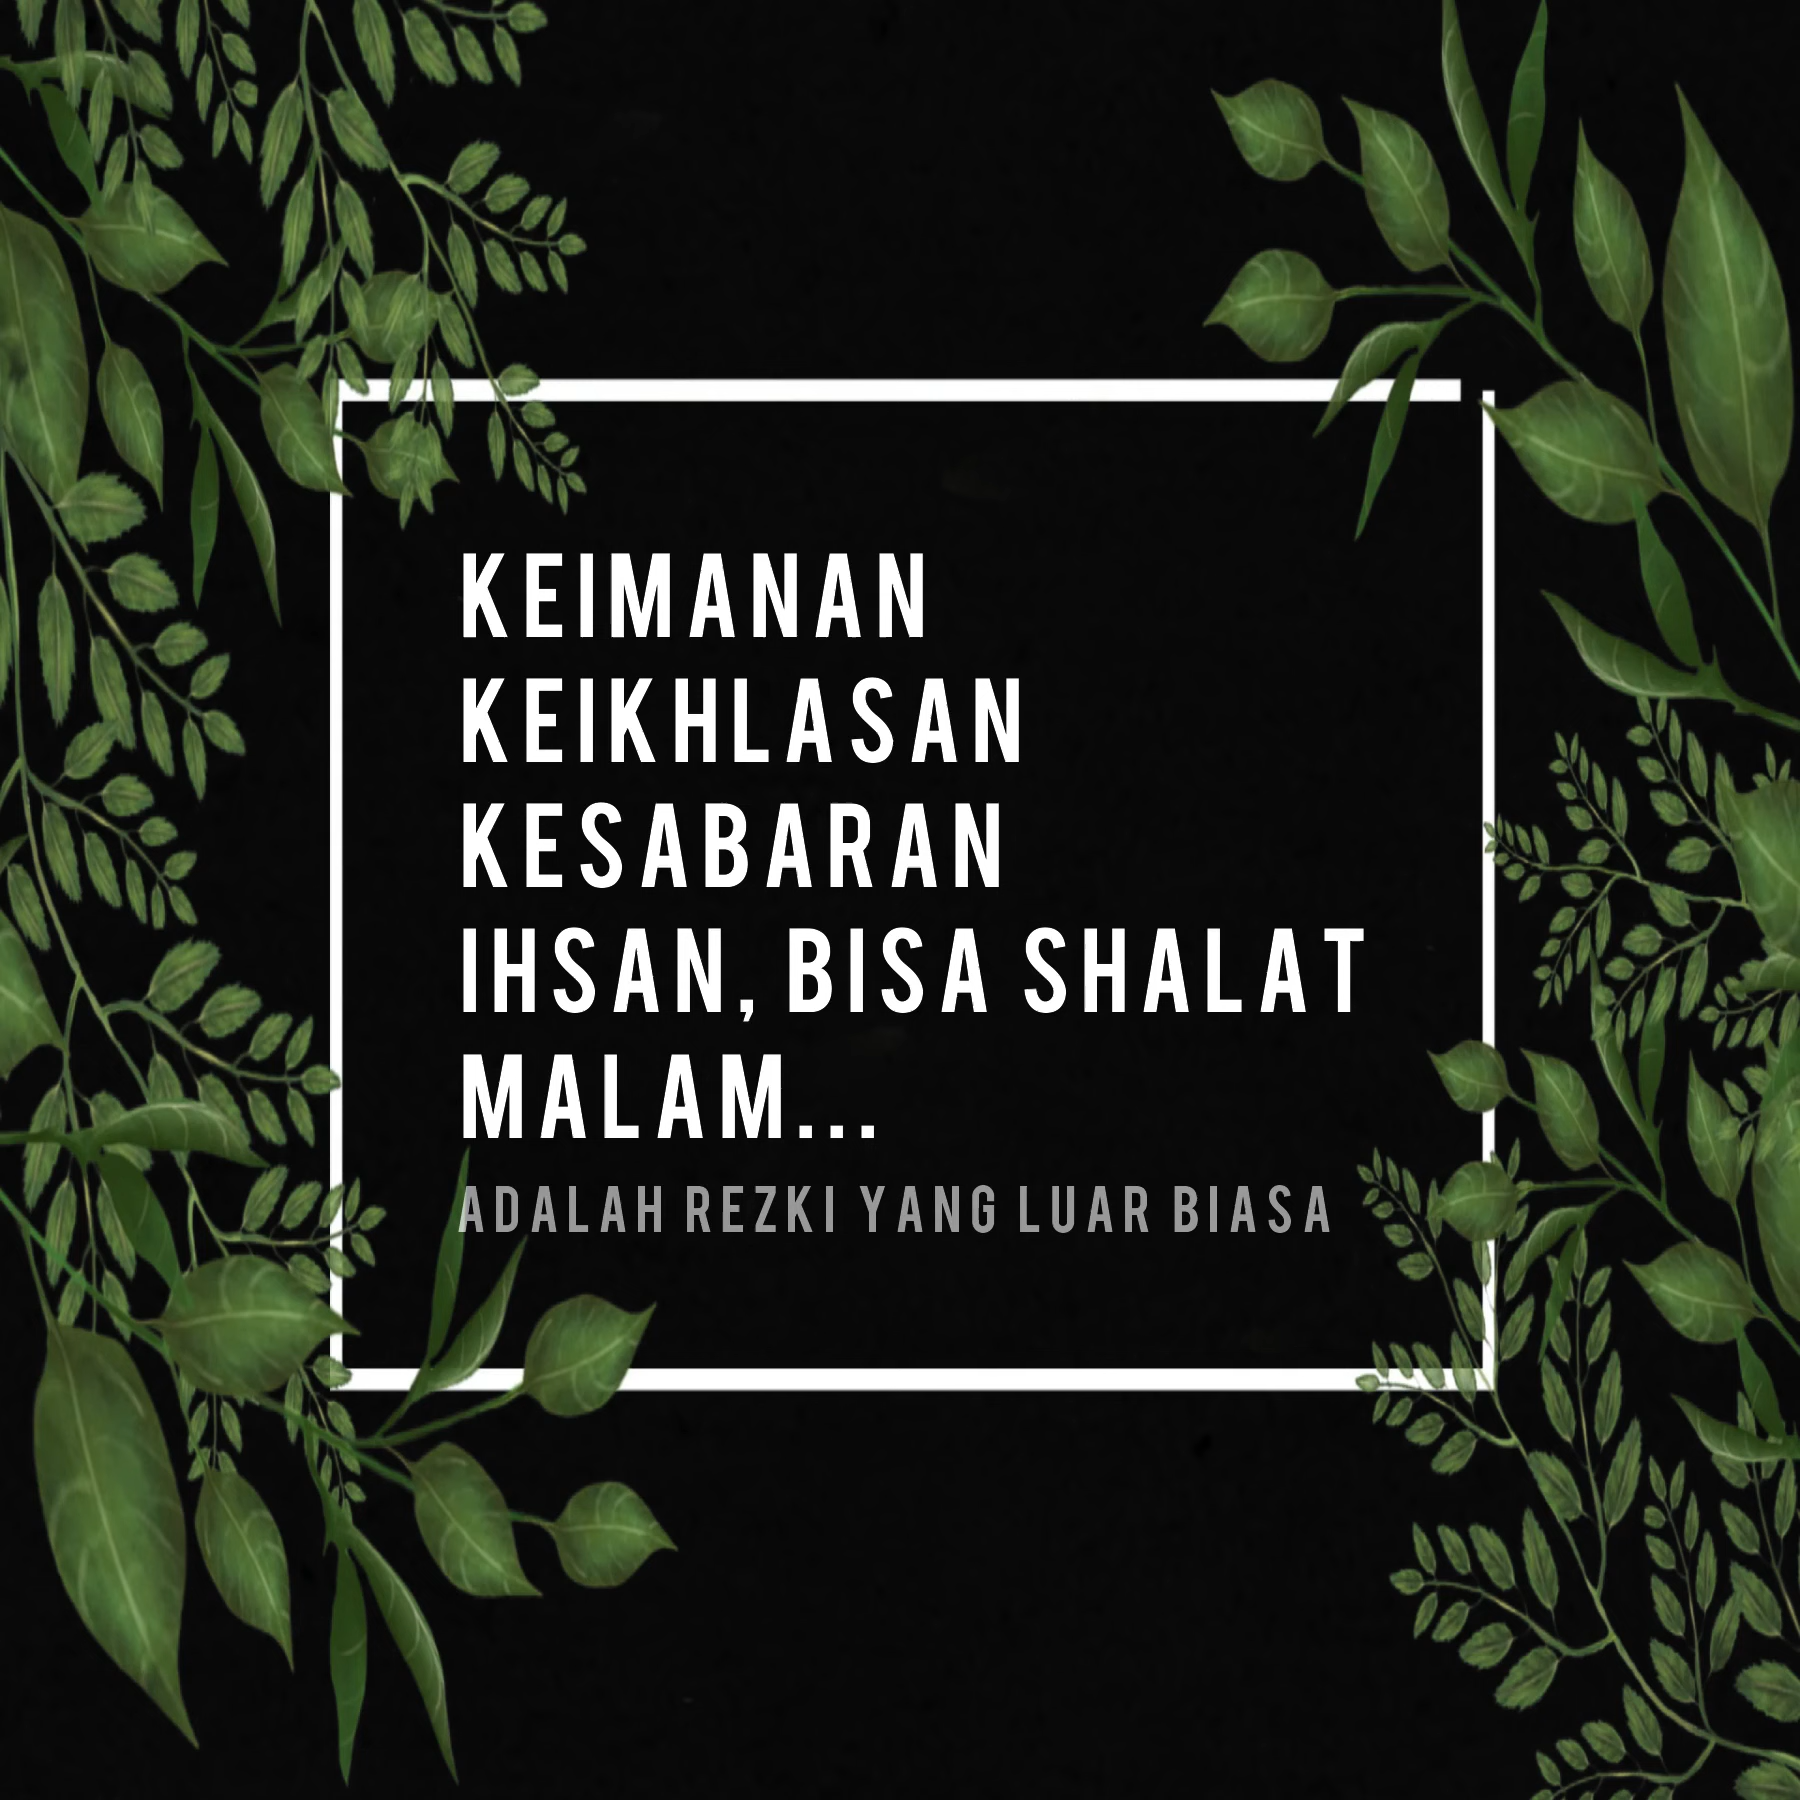 KEIMANAN
KEIKHLASAN
KESABARAN
IHSAN, BISA SHALAT
MALAM...
ADALAH REZKI YANG LUAR BIASA